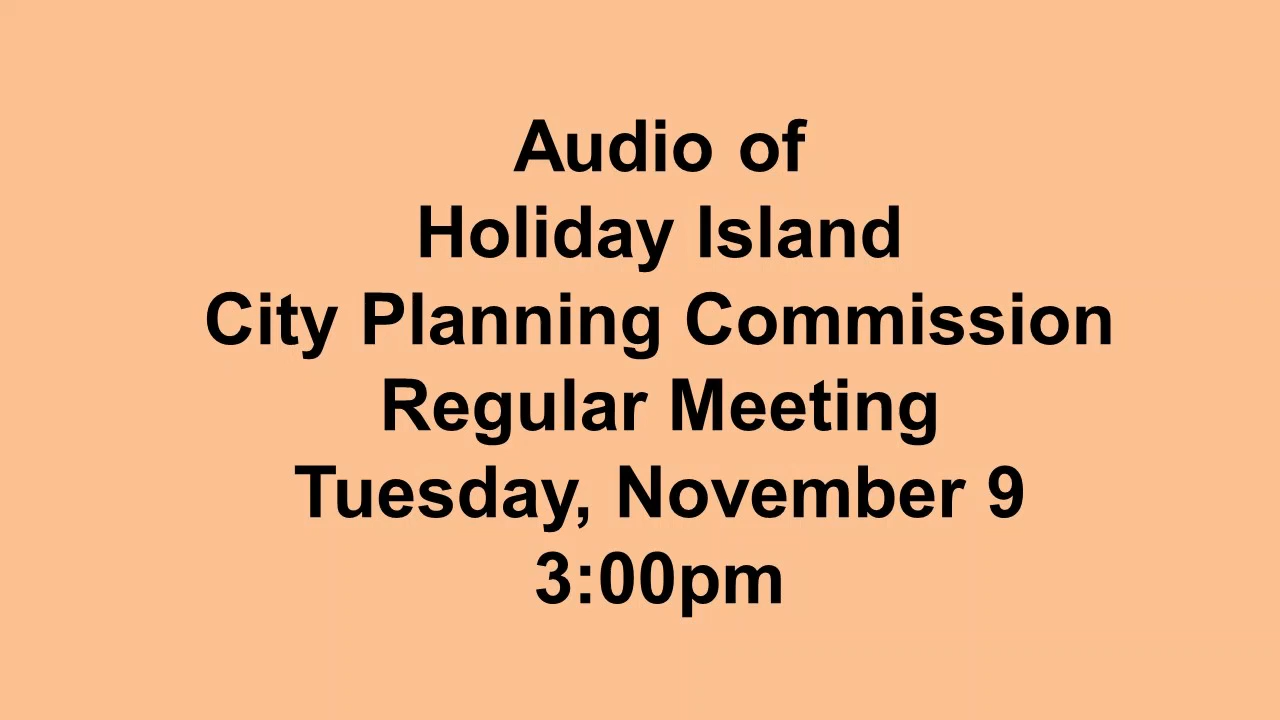 Audio of
Holiday Island
City Planning Commission
Regular Meeting
Tuesday, November 9
3:00pm